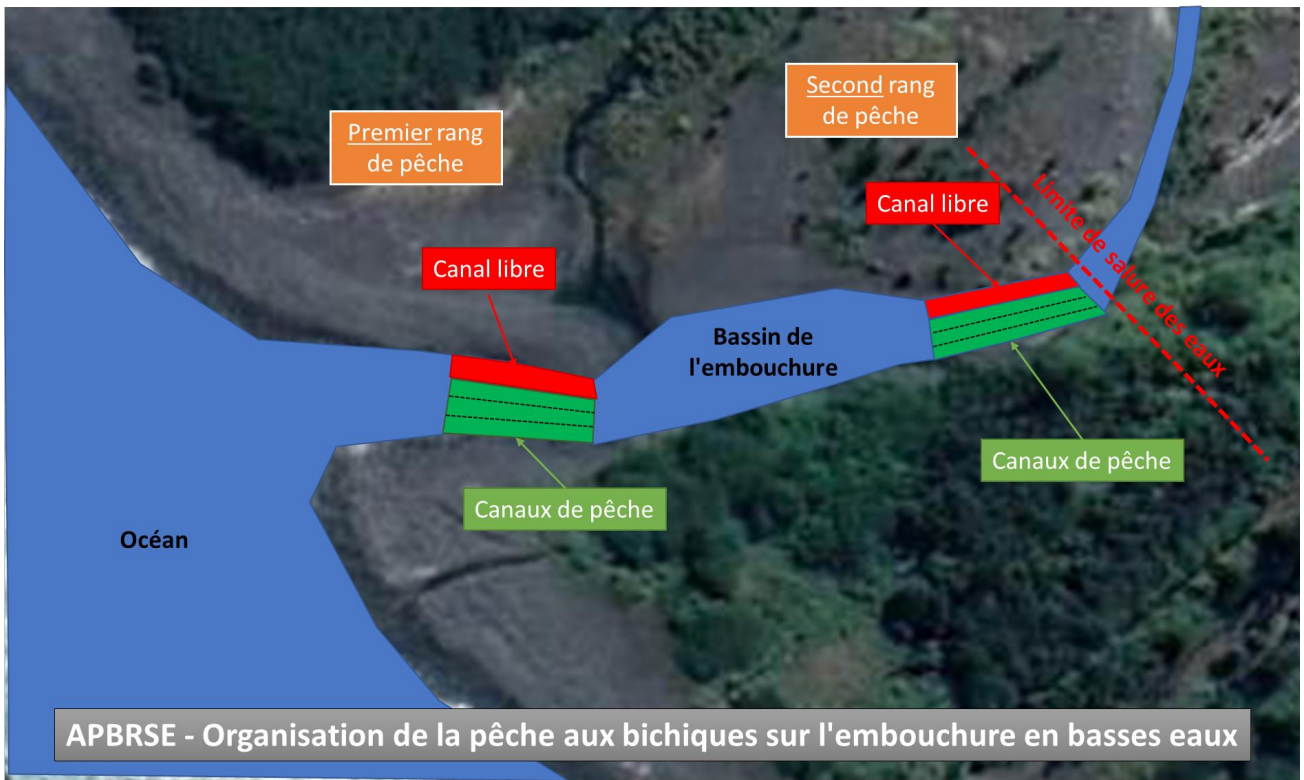 Second rang
de pêche
Premier rang
de pêche
Canal libre
Limite de salure des eaux
Canal libre
Bassin de
l'embouchure
Canaux de pêche
Canaux de pêche
Océan
APBRSE - Organisation de la pêche aux bichiques sur l'embouchure en basses eaux